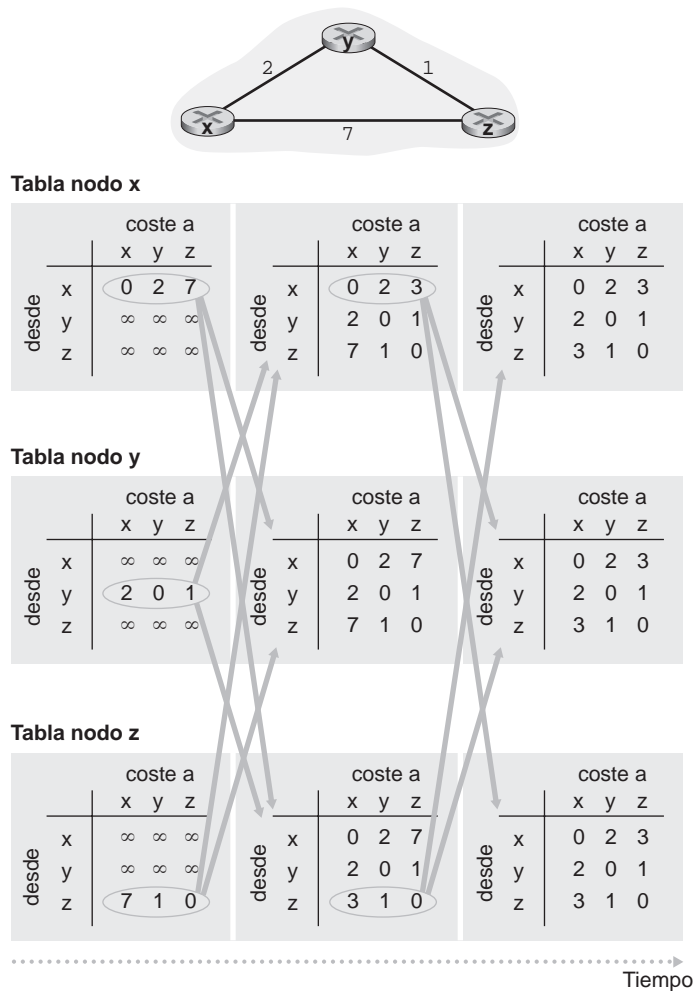 y
2
1
x
z
7
Tabla nodo x
coste a
x y z
desde
x 0 2 7
y ∞ ∞ ∞
z ∞ ∞ ∞
coste a
x y z
desde
x 0 2 3
y 2 0 1
z 7 1 0
coste a
x y z
desde
x 0 2 3
y 2 0 1
z 3 1 0
Tabla nodo y
coste a
x y z
desde
x ∞ ∞ ∞
y 2 0 1
z ∞ ∞ ∞
coste a
x y z
desde
x 0 2 7
y 2 0 1
z 7 1 0
coste a
x y z
desde
x 0 2 3
y 2 0 1
z 3 1 0
Tabla nodo z
coste a
x y z
desde
x ∞ ∞ ∞
y ∞ ∞ ∞
z 7 1 0
coste a
x y z
desde
x 0 2 7
y 2 0 1
z 3 1 0
coste a
x y z
desde
x 0 2 3
y 2 0 1
z 3 1 0
Tiempo